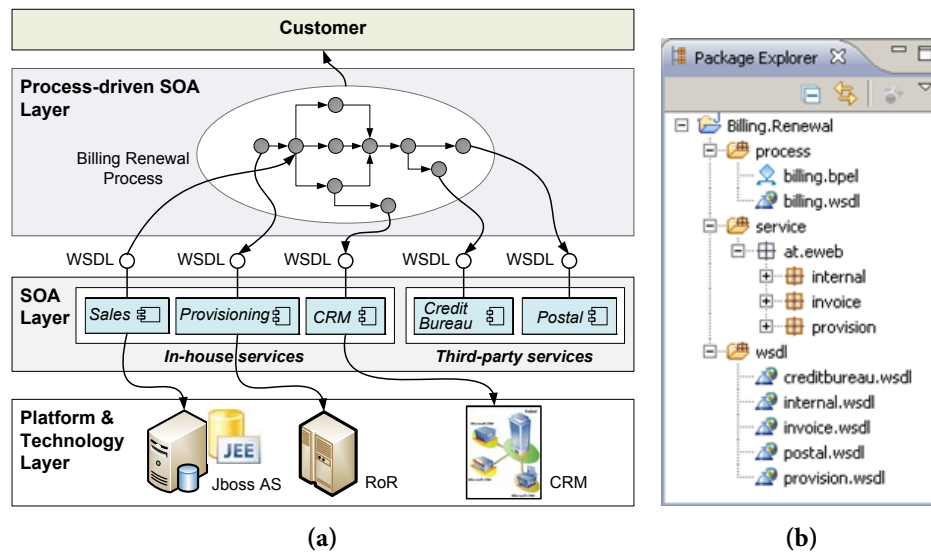 Customer
Process-driven SOA
Layer
Billing Renewal
Process
WSDL WSDL WSDL WSDL WSDL
SOA
Layer
Sales
Provisioning
CRM
Credit
Bureau
Postal
In-house services
Third-party services
Platform &
Technology
Layer
JEE
Jboss AS
RoR
CRM
(a)
Package Explorer
Billing.Renewal
process
billing.bpel
billing.wsdl
service
at.eweb
internal
invoice
provision
wsdl
creditbureau.wsdl
internal.wsdl
invoice.wsdl
postal.wsdl
provision.wsdl
(b)